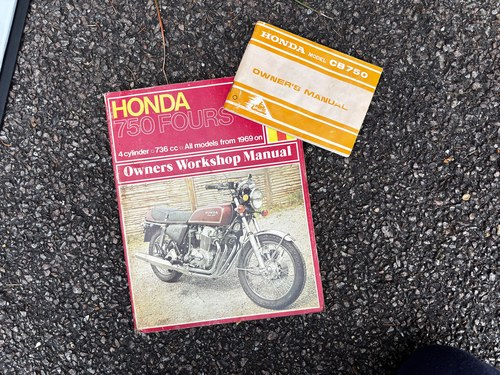 HONDA
750 FOURS
4 cylinder :: 736 cc :: All models from 1969 on
Owners Workshop Manual
HONDA MODEL CB750
OWNER'S MANUAL